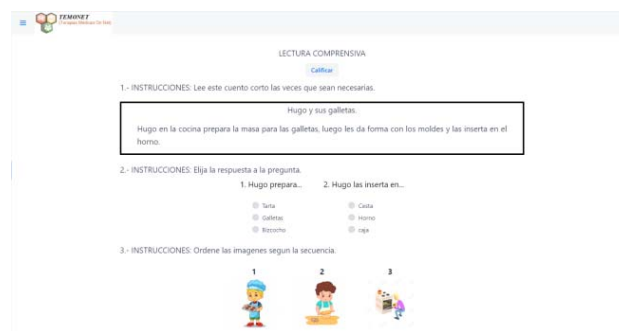 TEMONET
LECTURA COMPRENSIVA
Calificar
1.- INSTRUCCIONES: Lee este cuento corto las veces que sean necesarias.
Hugo y sus galletas.
Hugo en la cocina prepara la masa para las galletas, luego les da forma con los moldes y las inserta en el
horno.
2.- INSTRUCCIONES: Elija la respuesta a la pregunta.
1. Hugo prepara... 2. Hugo las inserta en...
Tarta Casta
Galletas Horno
Bizcocho caja
3.- INSTRUCCIONES: Ordene las imagenes segun la secuencia.
1 2 3